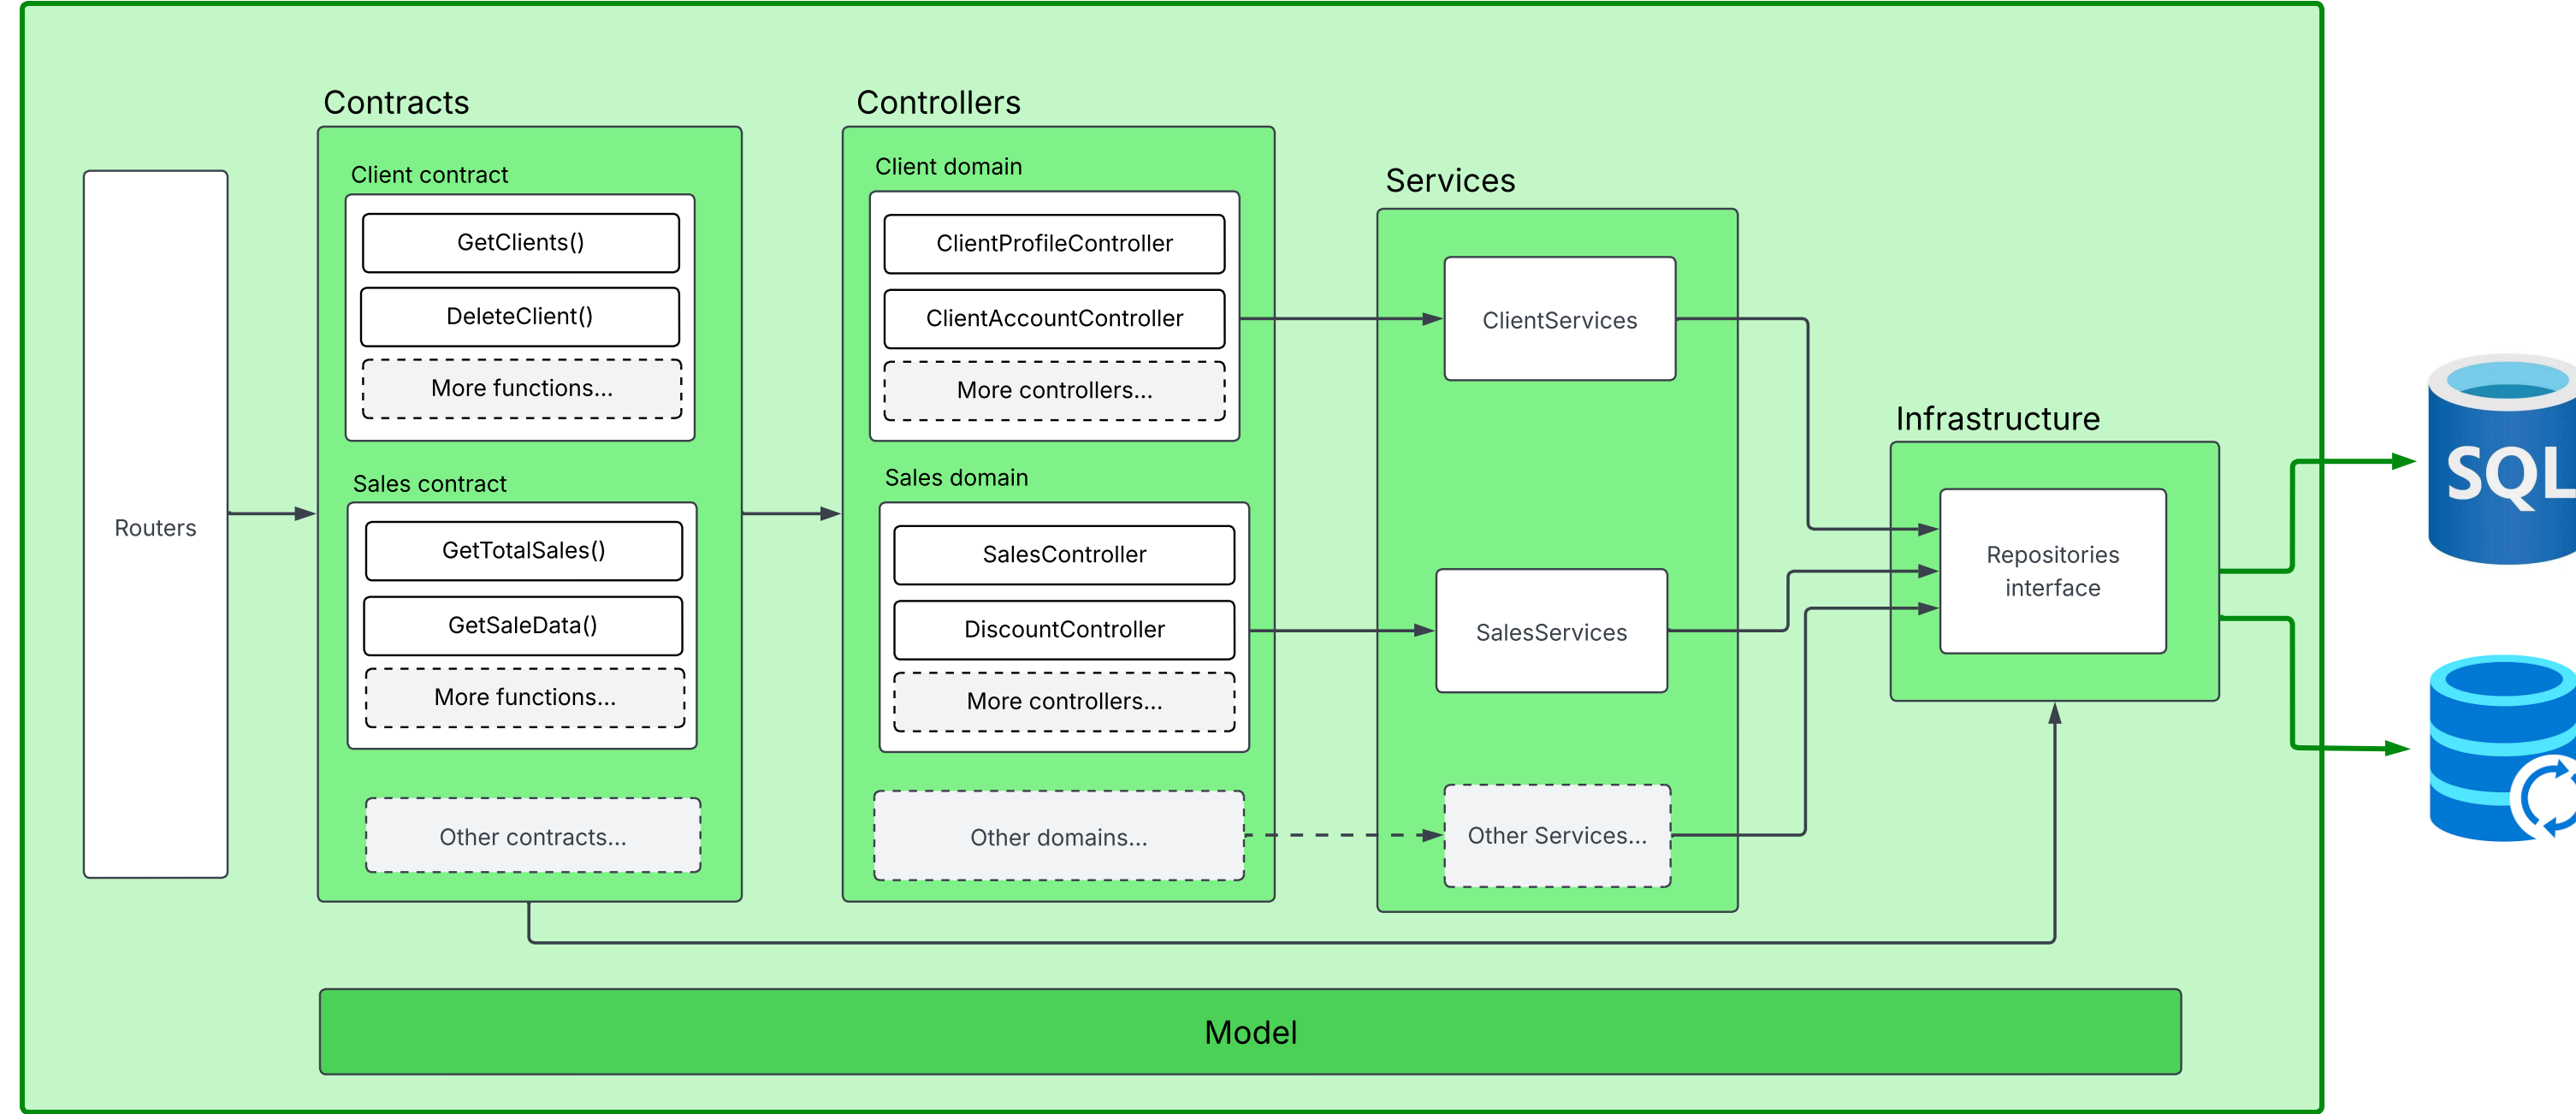 Contracts
Controllers
Services
Infrastructure
Routers
Client contract
GetClients()
DeleteClient()
More functions...
Sales contract
GetTotalSales()
GetSaleData()
More functions...
Other contracts...
Client domain
ClientProfileController
ClientAccountController
More controllers...
Sales domain
SalesController
DiscountController
More controllers...
Other domains...
ClientServices
SalesServices
Other Services...
Repositories
interface
SQL
Model